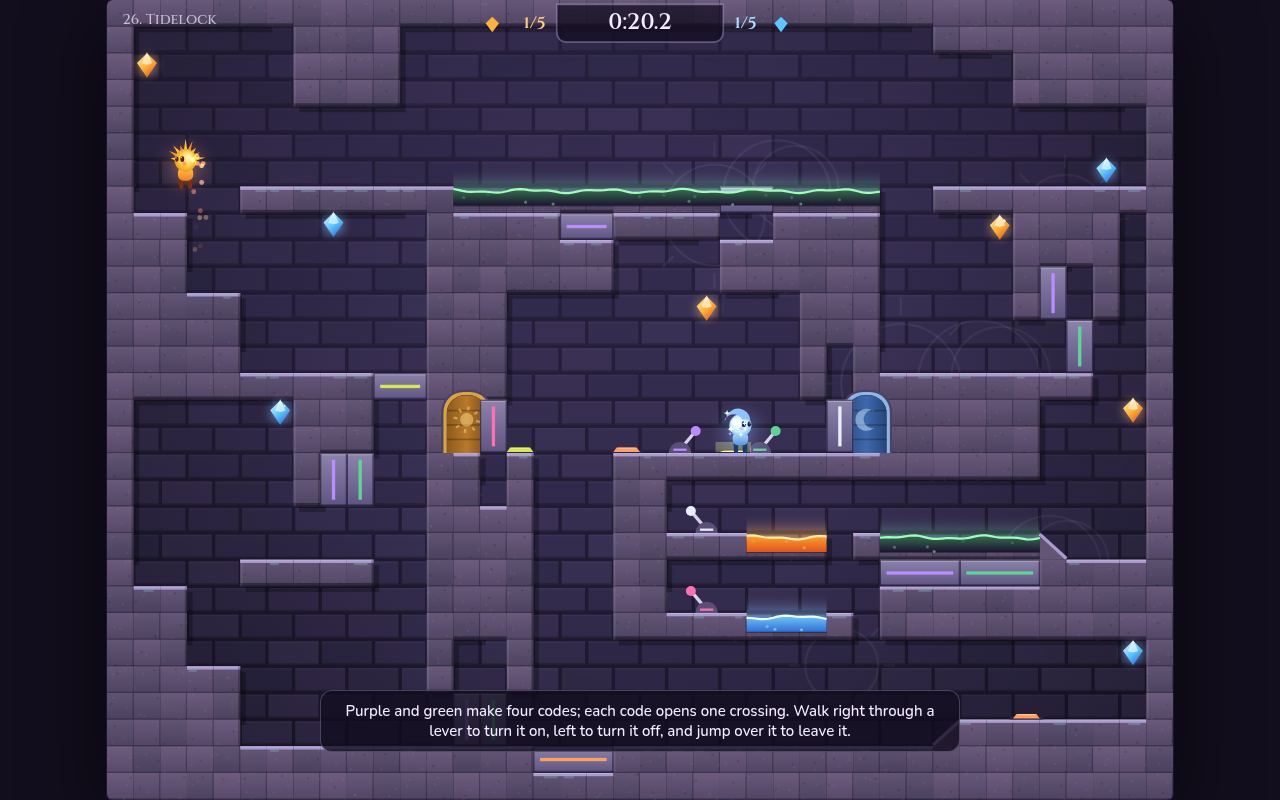 26. Tidelock
1/5
0:20.2
1/5
Purple and green make four codes; each code opens one crossing. Walk right through a
lever to turn it on, left to turn it off, and jump over it to leave it.